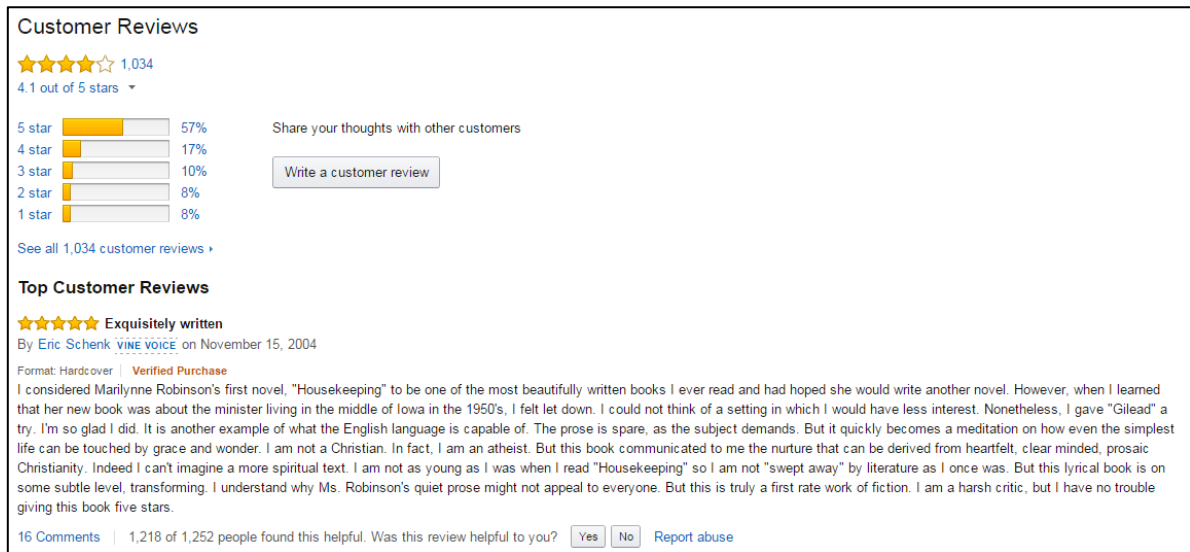 Customer Reviews
1,034
4.1 out of 5 stars
5 star 57% Share your thoughts with other customers
4 star 17%
3 star 10% Write a customer review
2 star 8%
1 star 8%
See all 1,034 customer reviews
Top Customer Reviews
Exquisitely written
By Eric Schenk VINE VOICE on November 15, 2004
Format: Hardcover | Verified Purchase
I considered Marilynne Robinson's first novel, "Housekeeping" to be one of the most beautifully written books I ever read and had hoped she would write another novel. However, when I learned
that her new book was about the minister living in the middle of Iowa in the 1950's, I felt let down. I could not think of a setting in which I would have less interest. Nonetheless, I gave "Gilead" a
try. I'm so glad I did. It is another example of what the English language is capable of. The prose is spare, as the subject demands. But it quickly becomes a meditation on how even the simplest
life can be touched by grace and wonder. I am not a Christian. In fact, I am an atheist. But this book communicated to me the nurture that can be derived from heartfelt, clear minded, prosaic
Christianity. Indeed I can't imagine a more spiritual text. I am not as young as I was when I read "Housekeeping" so I am not "swept away" by literature as I once was. But this lyrical book is on
some subtle level, transforming. I understand why Ms. Robinson's quiet prose might not appeal to everyone. But this is truly a first rate work of fiction. I am a harsh critic, but I have no trouble
giving this book five stars.
16 Comments | 1,218 of 1,252 people found this helpful. Was this review helpful to you? Yes No Report abuse